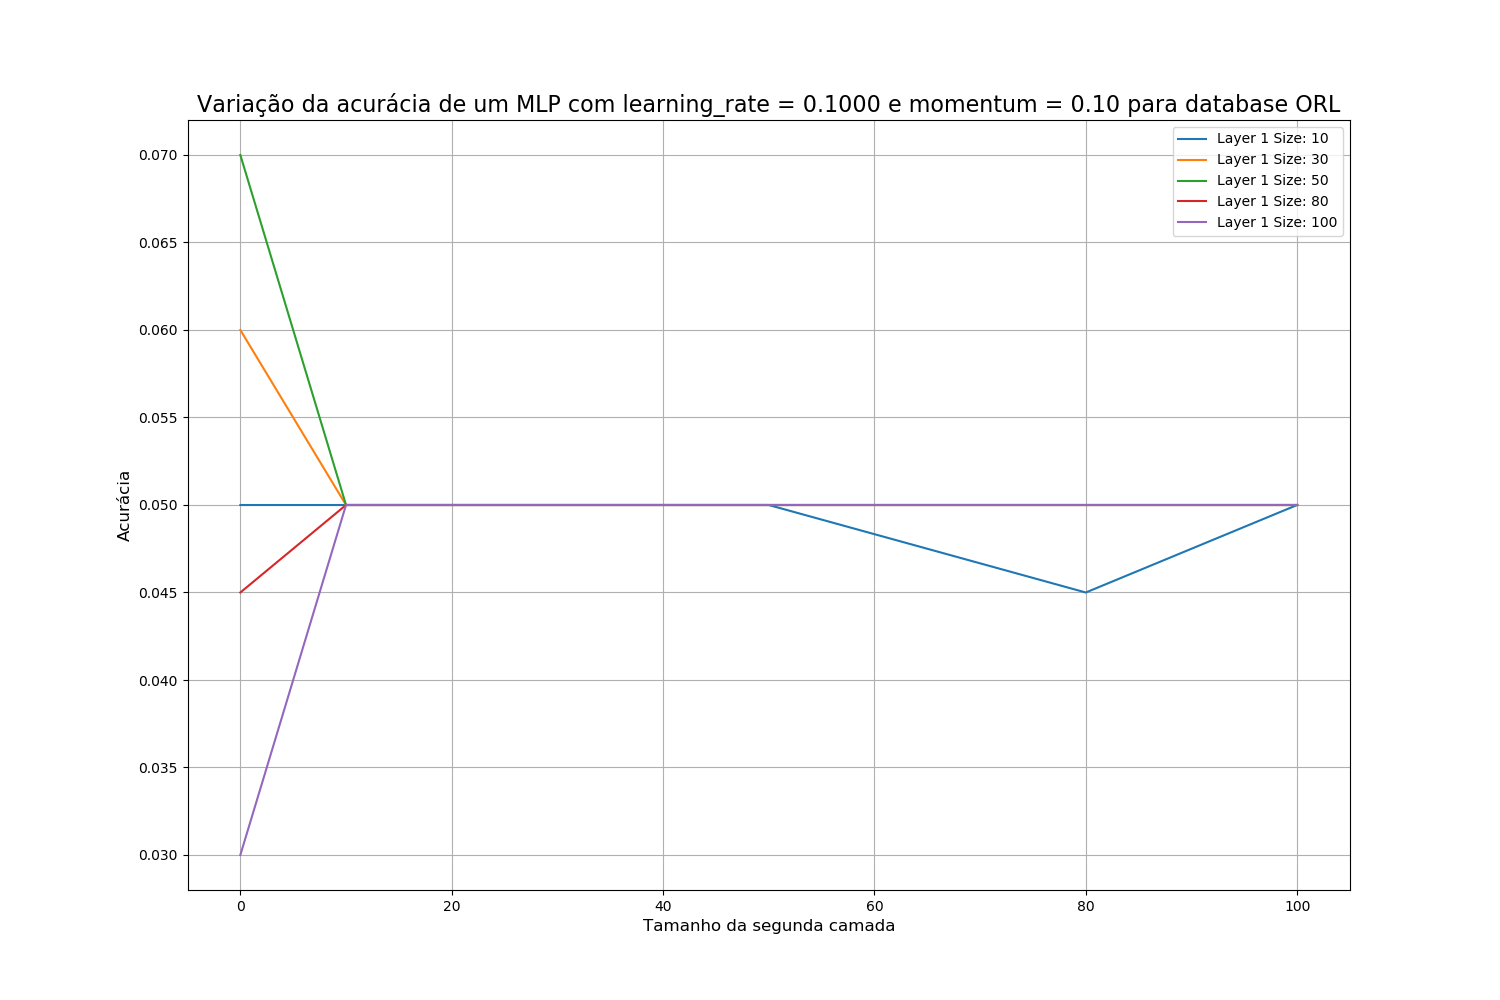 Variação da acurácia de um MLP com learning_rate = 0.1000 e momentum = 0.10 para database ORL
Layer 1 Size: 10
Layer 1 Size: 30
Layer 1 Size: 50
Layer 1 Size: 80
Layer 1 Size: 100
0.070
0.065
0.060
0.055
0.050
0.045
0.040
0.035
0.030
Acurácia
0 20 40 60 80 100
Tamanho da segunda camada